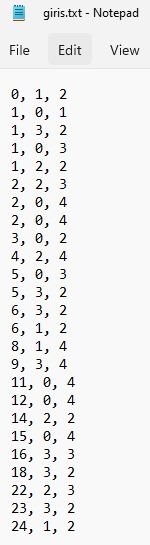 giris.txt - Notepad
File Edit View
0, 1, 2
1, 0, 1
1, 3, 2
1, 0, 3
1, 2, 2
2, 2, 3
2, 0, 4
2, 0, 4
3, 0, 2
4, 2, 4
5, 0, 3
5, 3, 2
6, 3, 2
6, 1, 2
8, 1, 4
9, 3, 4
11, 0, 4
12, 0, 4
14, 2, 2
15, 0, 4
16, 3, 3
18, 3, 2
22, 2, 3
23, 3, 2
24, 1, 2